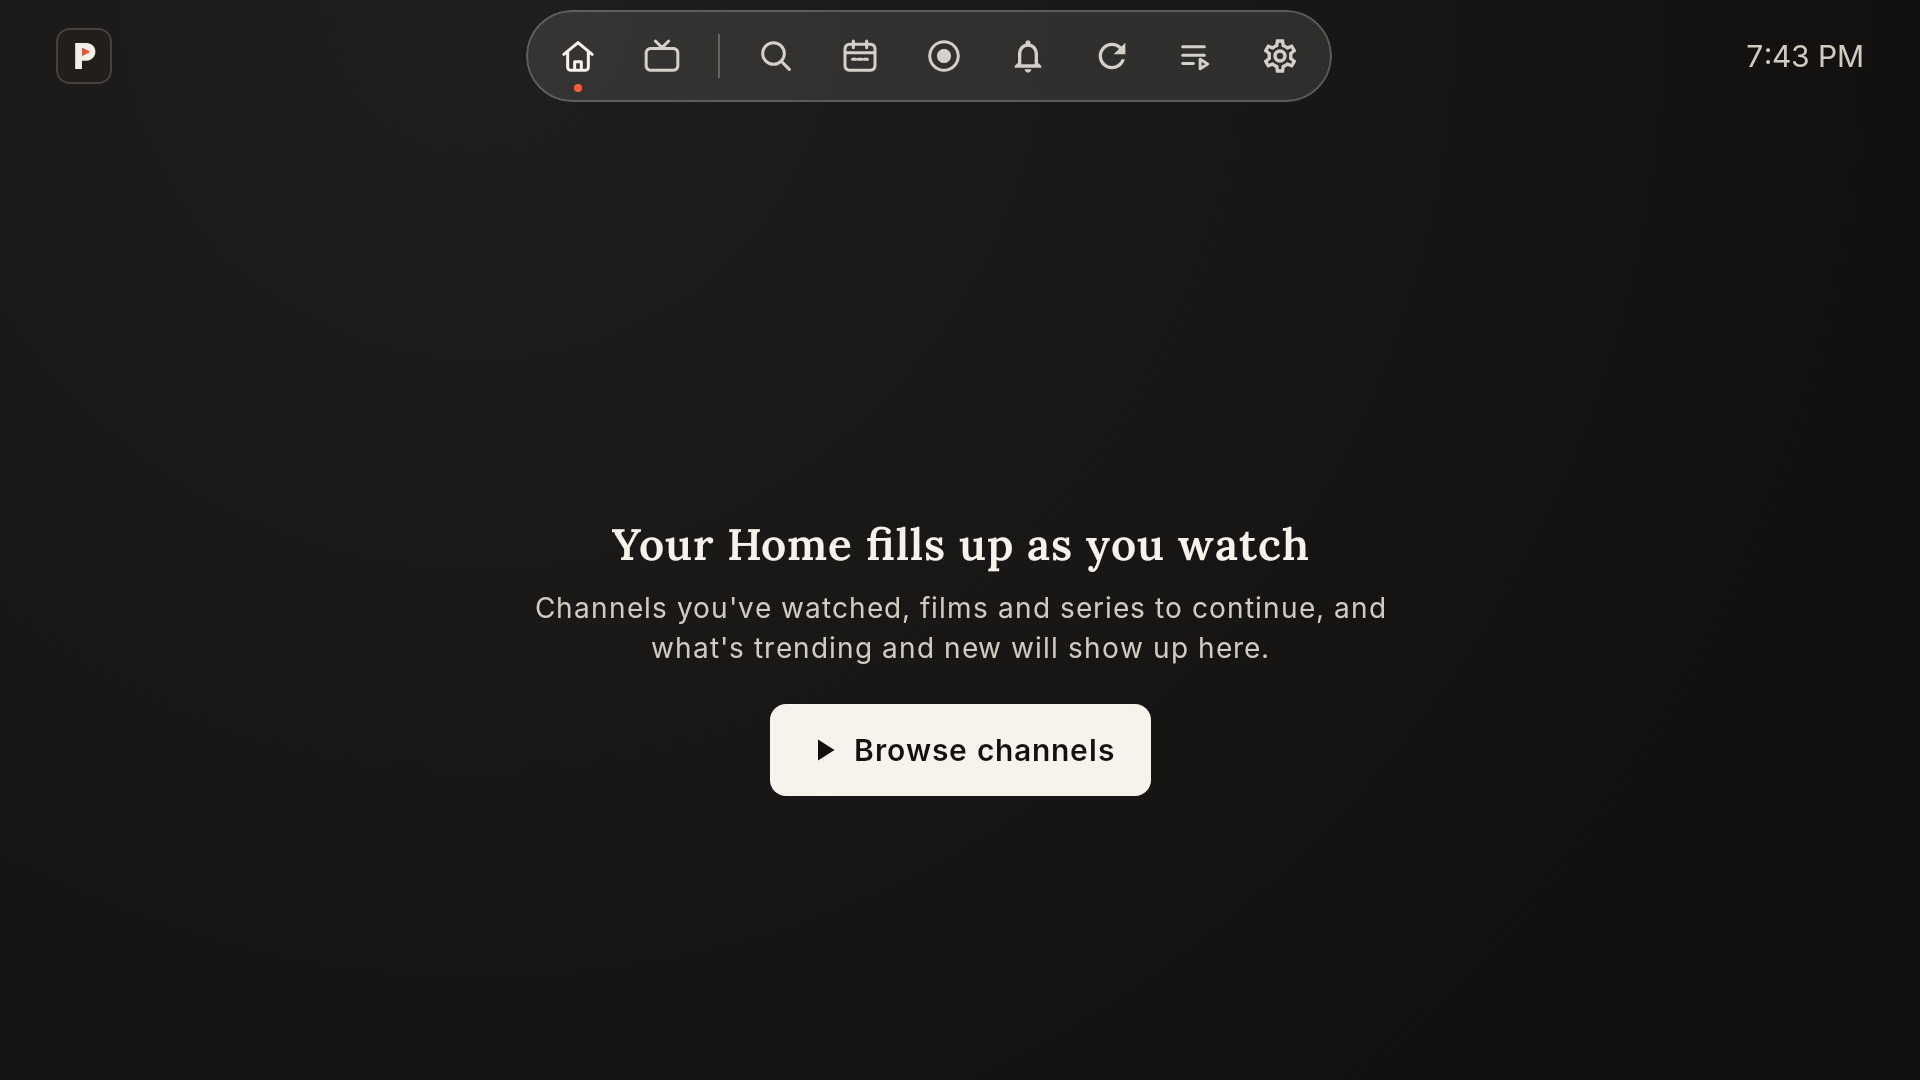 P
7:43 PM
Your Home fills up as you watch
Channels you've watched, films and series to continue, and
what's trending and new will show up here.
Browse channels